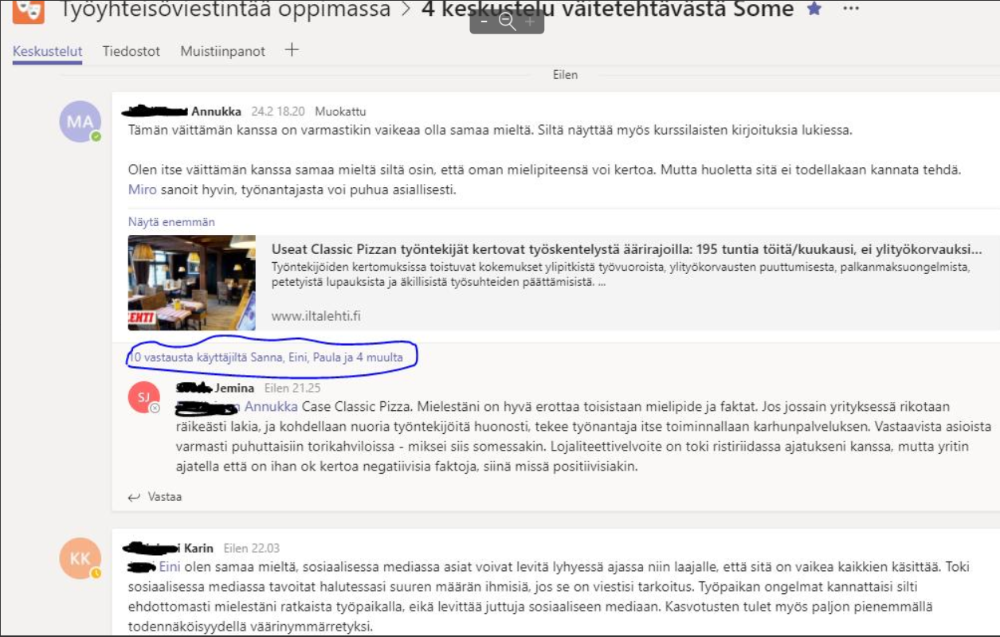 Työyhteisöviestintää oppimassa > 4 keskustelu väitetehtävästä Some ...
Keskustelut Tiedostot Muistiinpanot +
Eilen
MA
Annukka 24.2 18.20 Muokattu
Tämän väittämän kanssa on varmastikin vaikeaa olla samaa mieltä. Siltä näyttää myös kurssilaisten kirjoituksia lukiessa.
Olen itse väittämän kanssa samaa mieltä siltä osin, että oman mielipiteensä voi kertoa. Mutta huoletta sitä ei todellakaan kannata tehdä.
Miro sanoit hyvin, työnantajasta voi puhua asiallisesti.
Näytä enemmän
Useat Classic Pizzan työntekijät kertovat työskentelystä äärirajoilla: 195 tuntia töitä/kuukausi, ei ylityökorvauksi...
Työntekijöiden kertomuksissa toistuvat kokemukset ylipitkistä työvuoroista, ylityökorvausten puuttumisesta, palkanmaksuongelmista,
petetyistä lupauksista ja äkillisistä työsuhteiden päättämisistä. ...
www.iltalehti.fi
EHTI
10 vastausta käyttäjiltä Sanna, Eini, Paula ja 4 muulta
SJ
Jemina Eilen 21.25
Annukka Case Classic Pizza. Mielestäni on hyvä erottaa toisistaan mielipide ja faktat. Jos jossain yrityksessä rikotaan
räikeästi lakia, ja kohdellaan nuoria työntekijöitä huonosti, tekee työnantaja itse toiminnallaan karhunpalveluksen. Vastaavista asioista
varmasti puhuttaisiin torikahviloissa - miksei siis somessakin. Lojaliteettivelvoite on toki ristiriidassa ajatukseni kanssa, mutta yritin
ajatella että on ihan ok kertoa negatiivisia faktoja, siinä missä positiivisiakin.
Vastaa
KK
i Karin Eilen 22.03
Eini olen samaa mieltä, sosiaalisessa mediassa asiat voivat levitä lyhyessä ajassa niin laajalle, että sitä on vaikea kaikkien käsittää. Toki
sosiaalisessa mediassa tavoitat halutessasi suuren määrän ihmisiä, jos se on viestisi tarkoitus. Työpaikan ongelmat kannattaisi silti
ehdottomasti mielestäni ratkaista työpaikalla, eikä levittää juttuja sosiaaliseen mediaan. Kasvotusten tulet myös paljon pienemmällä
todennäköisyydellä väärinymmärretyksi.